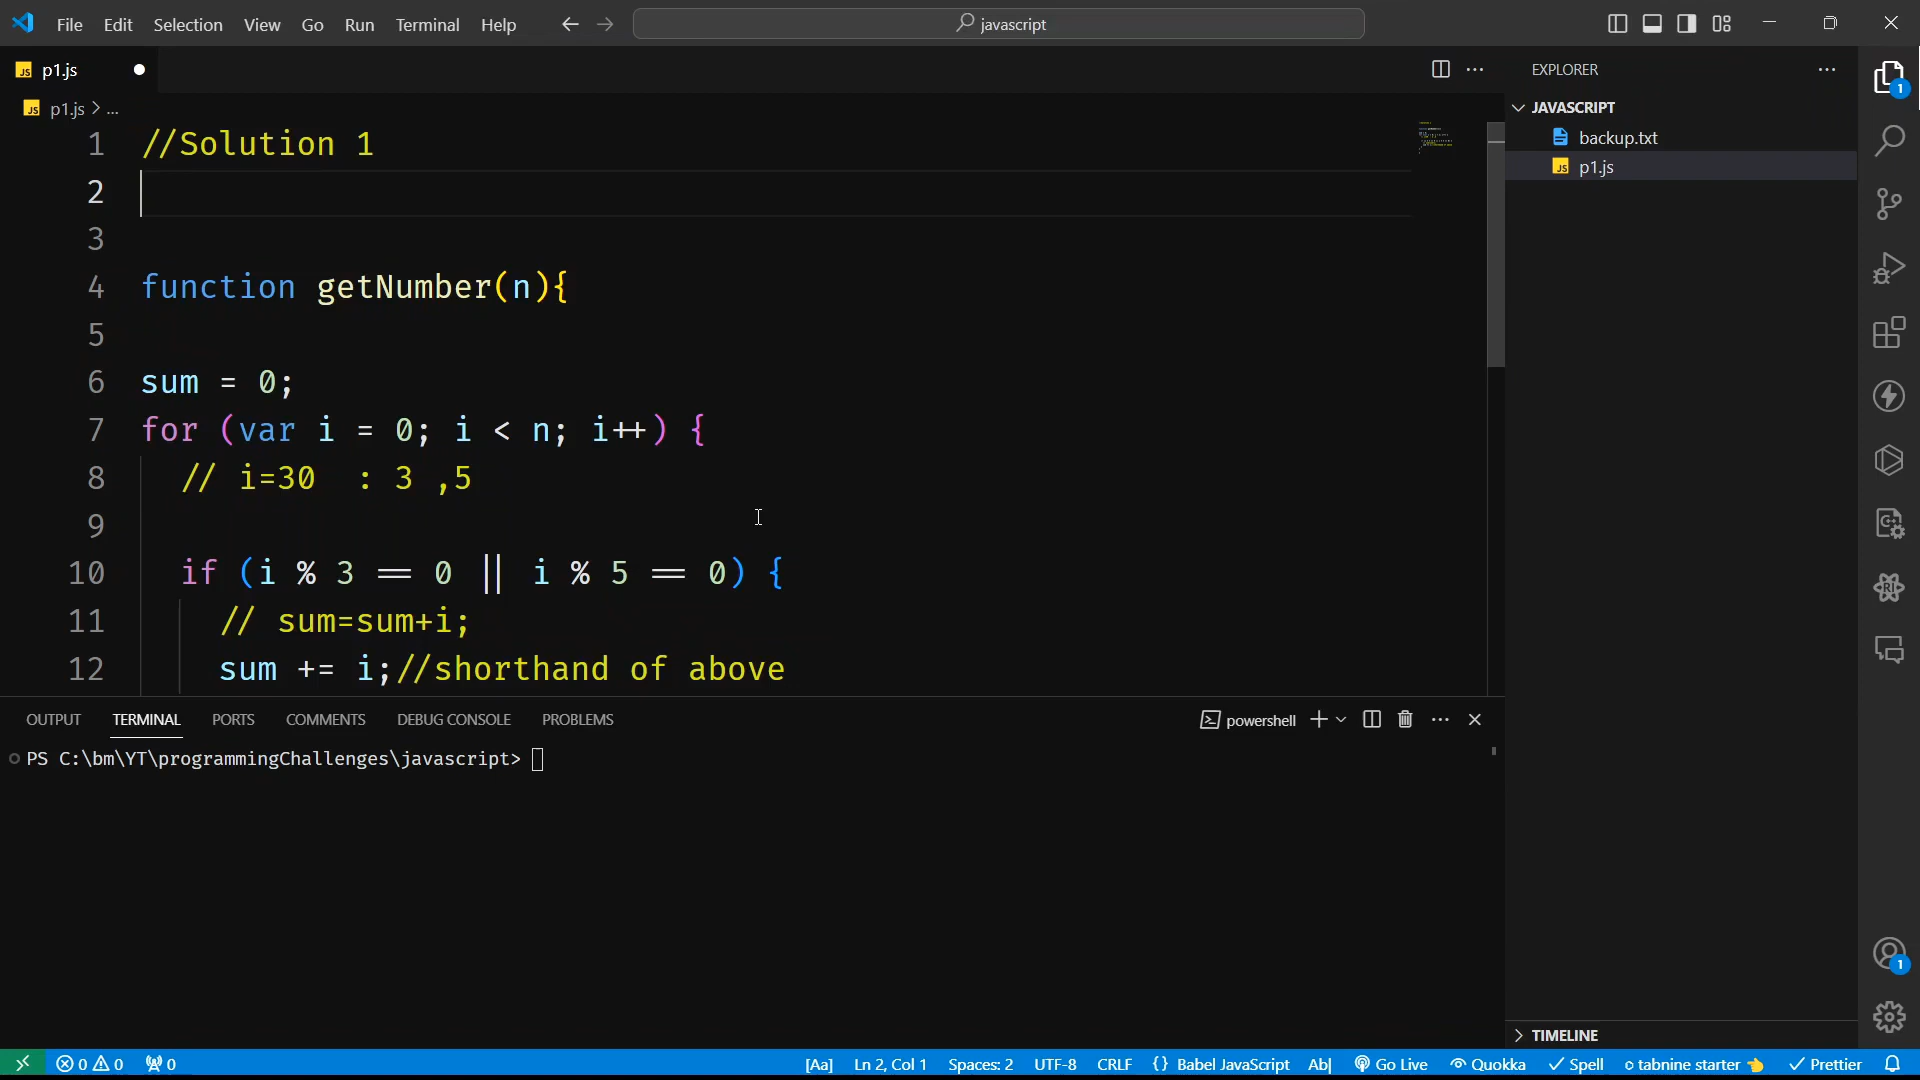 File Edit Selection View Go Run Terminal Help javascript
p1.js EXPLORER
p1.js > ...
JAVASCRIPT
backup.txt
p1.js
1 //Solution 1
2
3
4 function getNumber(n){
5
6 sum = 0;
7 for (var i = 0; i < n; i++) {
8 // i=30 : 3 ,5
9
10 if (i % 3 == 0 || i % 5 == 0) {
11 // sum=sum+i;
12 sum += i;//shorthand of above
OUTPUT TERMINAL PORTS COMMENTS DEBUG CONSOLE PROBLEMS powershell
PS C:\bm\YT\programmingChallenges\javascript>
1
1
TIMELINE
0 0 0 [Aa] Ln 2, Col 1 Spaces: 2 UTF-8 CRLF {} Babel JavaScript Ab| Go Live Quokka Spell tabnine starter Prettier